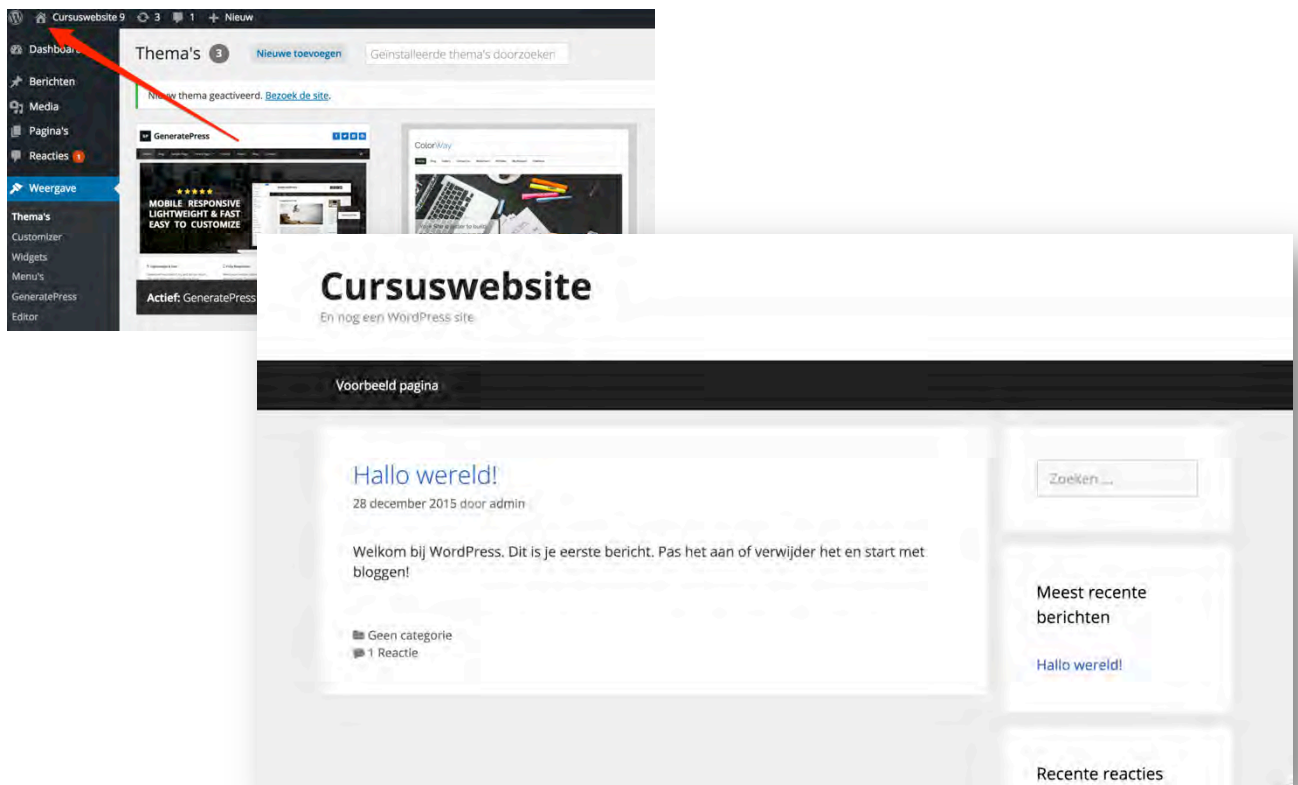 Cursuswebsite 9 3 1 + Nieuw
Dashboard
Berichten
Media
Pagina's
Reacties 1
Weergave
Thema's
Customizer
Widgets
Menu's
GeneratePress
Editor
Thema's 3 Nieuwe toevoegen Geïnstalleerde thema's doorzoeken
Nieuw thema geactiveerd. Bezoek de site.
GP GeneratePress
MOBILE RESPONSIVE
LIGHTWEIGHT & FAST
EASY TO CUSTOMIZE
Actief: GeneratePress
ColorWay
Cursuswebsite
En nog een WordPress site
Voorbeeld pagina
Hallo wereld!
28 december 2015 door admin
Welkom bij WordPress. Dit is je eerste bericht. Pas het aan of verwijder het en start met
bloggen!
Geen categorie
1 Reactie
Zoeken ...
Meest recente
berichten
Hallo wereld!
Recente reacties